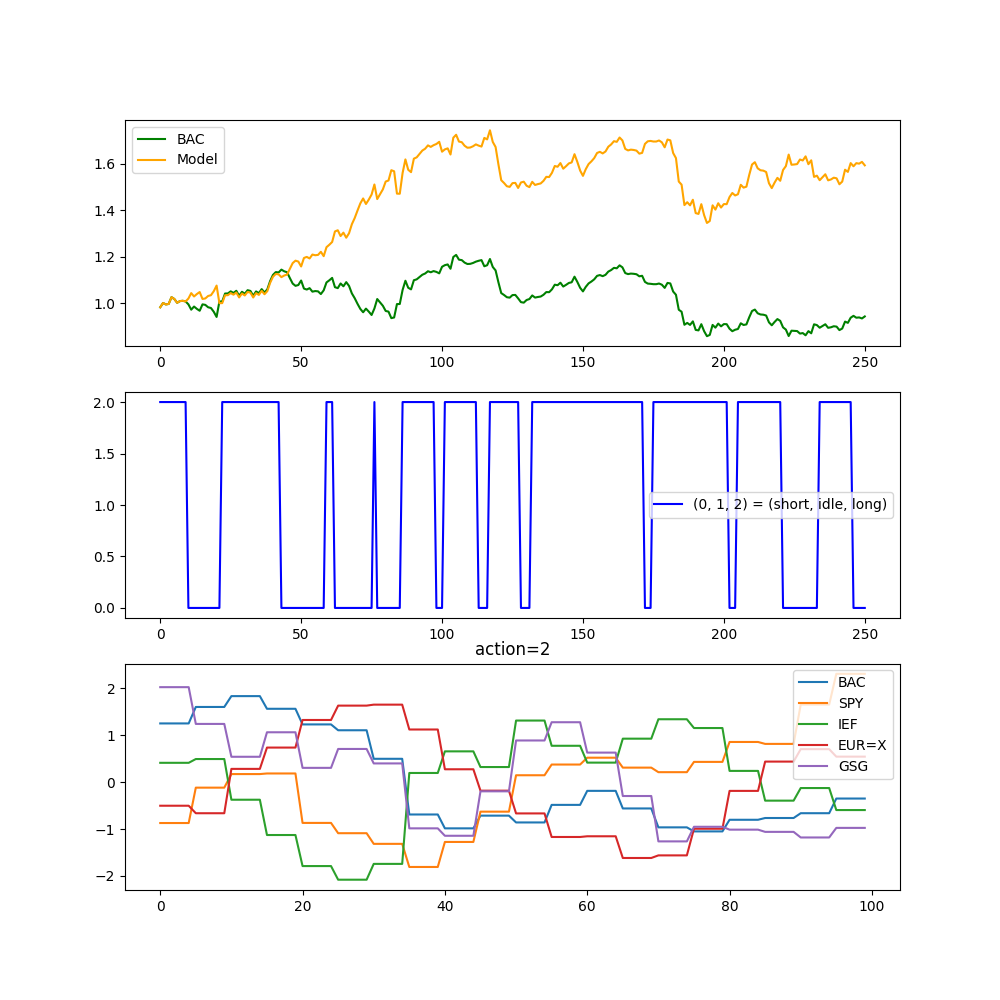 BAC
Model
1.6
1.4
1.2
1.0
0 50 100 150 200 250
2.0
1.5
1.0
0.5
0.0
(0, 1, 2) = (short, idle, long)
0 50 100 150 200 250
action=2
2
1
0
−1
−2
BAC
SPY
IEF
EUR=X
GSG
0 20 40 60 80 100